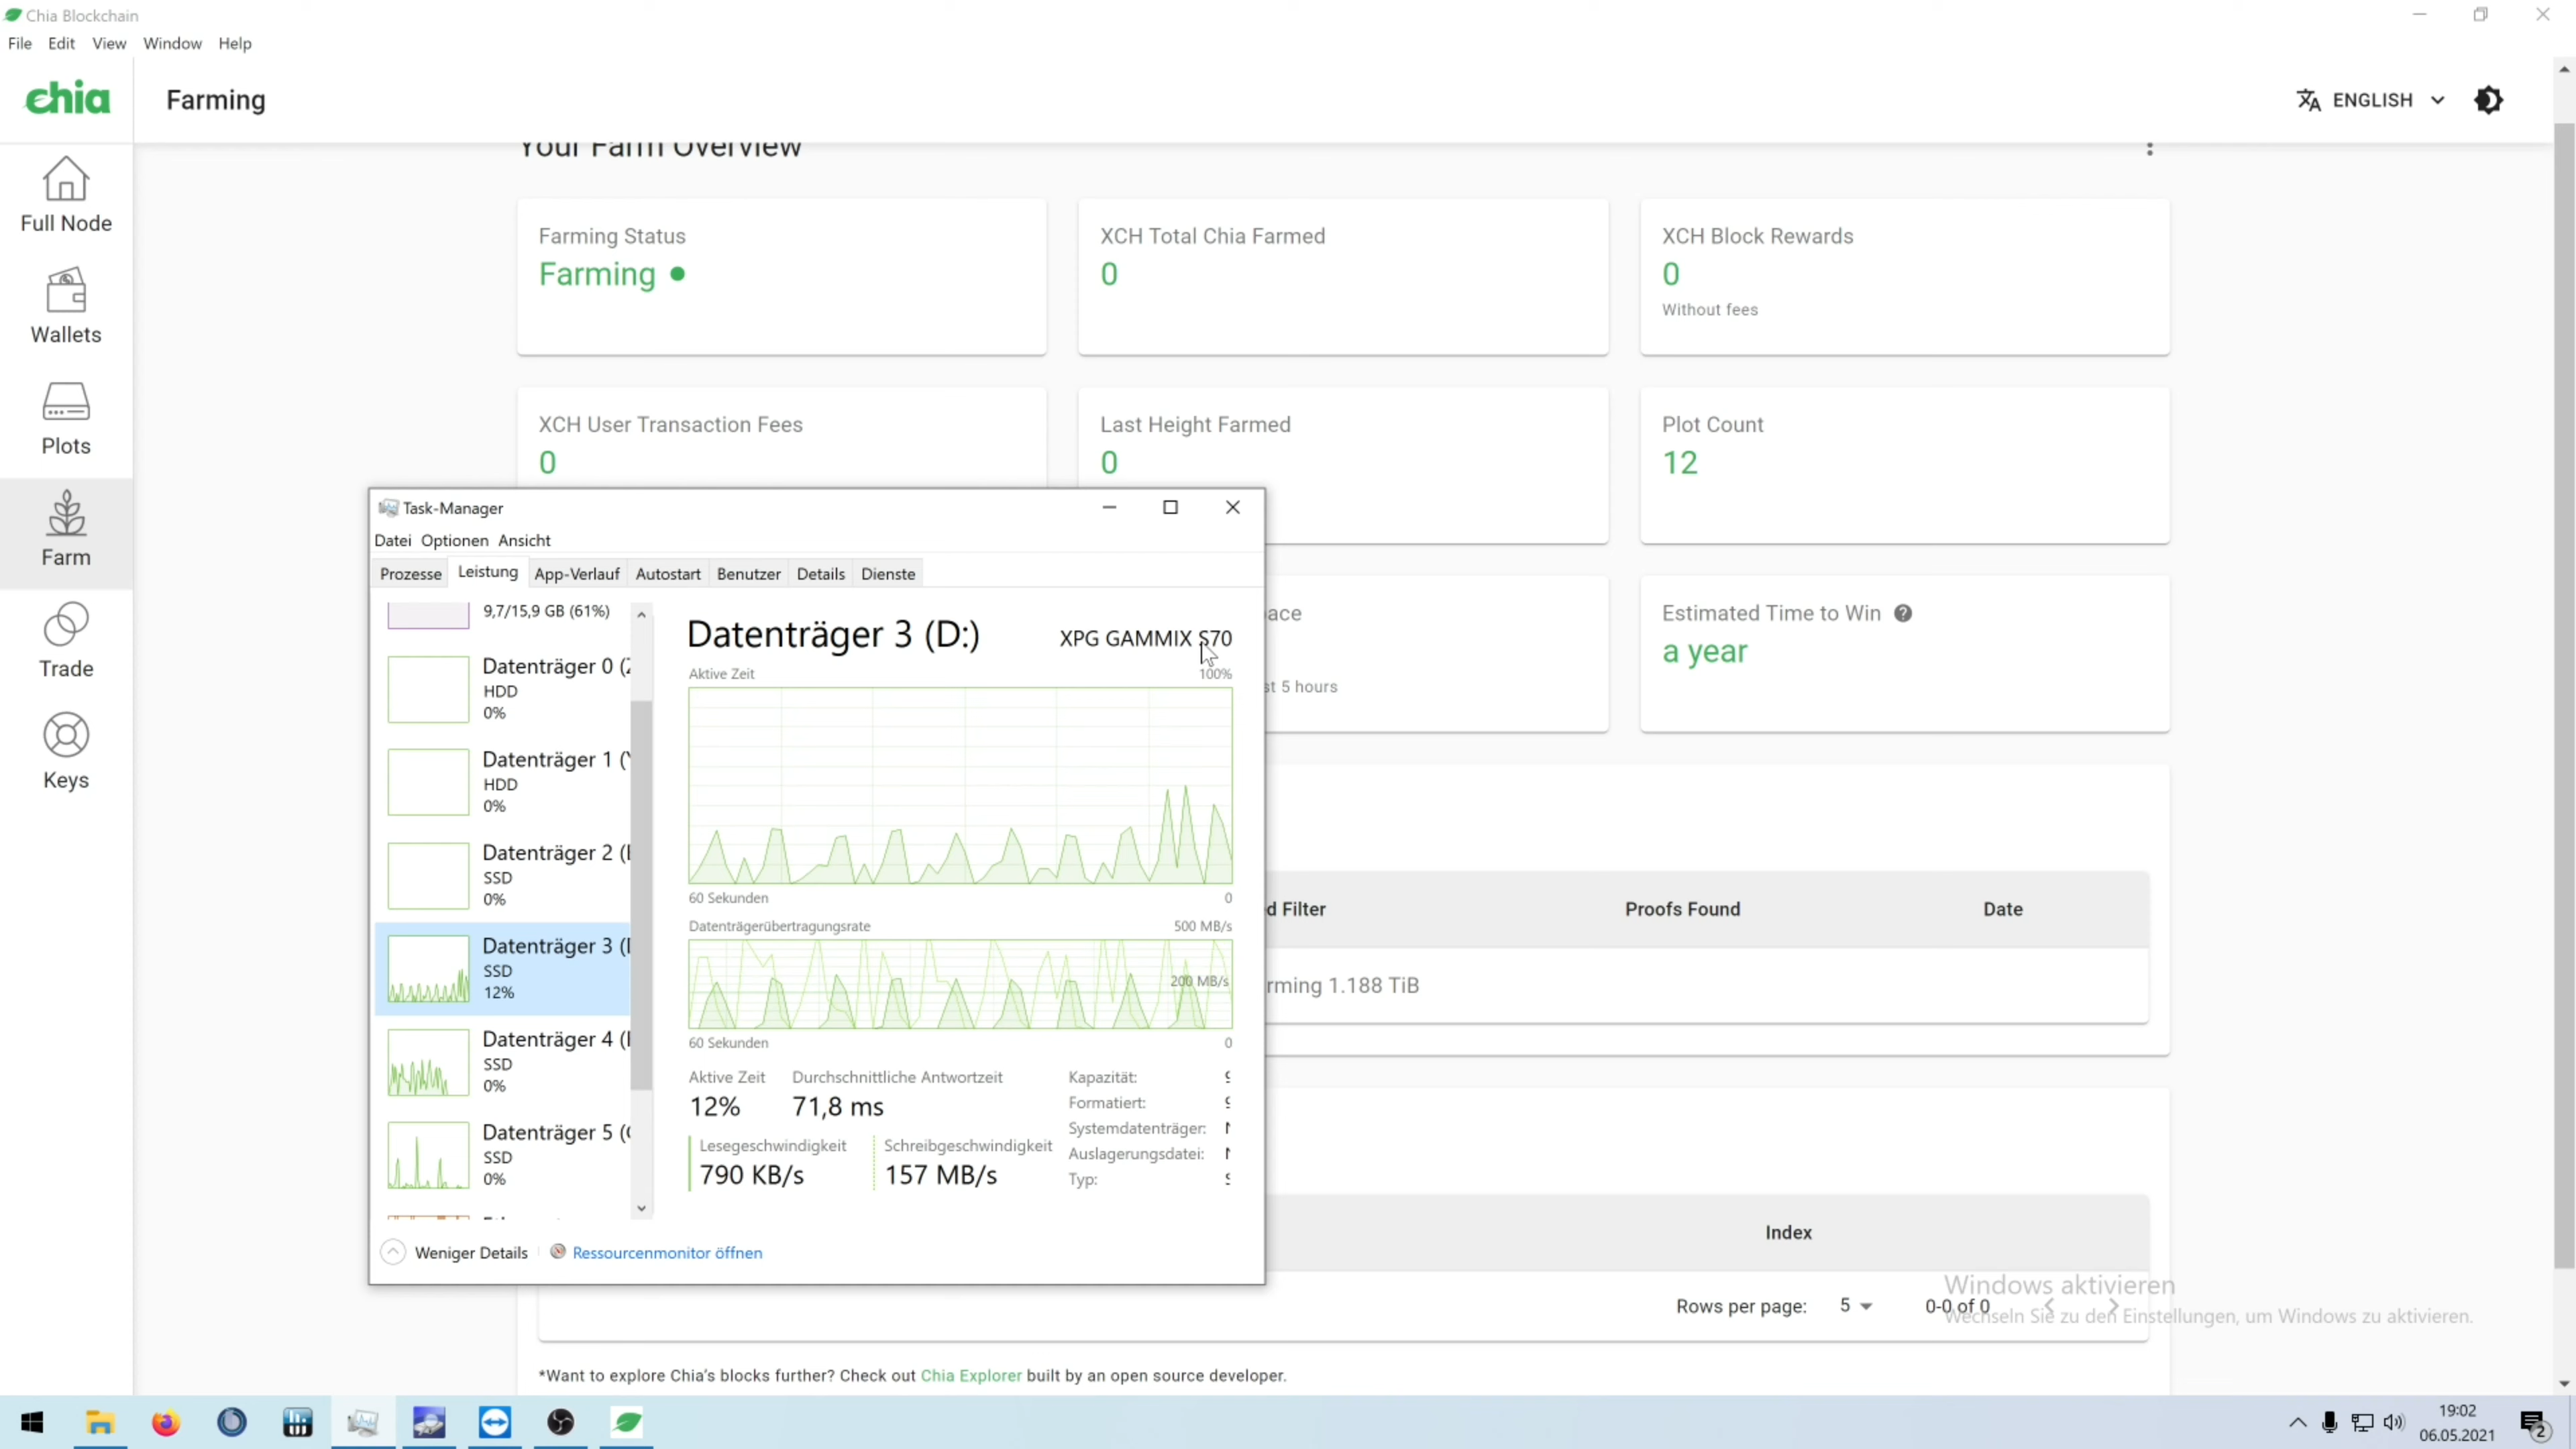 Chia Blockchain
File Edit View Window Help
chia
Farming
ENGLISH
Full Node
Wallets
Plots
Farm
Trade
Keys
Your Farm Overview
Farming Status
Farming
XCH Total Chia Farmed
0
XCH Block Rewards
0
Without fees
XCH User Transaction Fees
0
Last Height Farmed
0
Plot Count
12
ace
st 5 hours
Estimated Time to Win
a year
d Filter
Proofs Found
Date
rming 1.188 TiB
Index
Rows per page: 5 0-0 of 0
*Want to explore Chia's blocks further? Check out Chia Explorer built by an open source developer.
Task-Manager
Datei Optionen Ansicht
Prozesse Leistung App-Verlauf Autostart Benutzer Details Dienste
9,7/15,9 GB (61%)
Datenträger 0 (Z
HDD
0%
Datenträger 1 (Y
HDD
0%
Datenträger 2 (
SSD
0%
Datenträger 3 (
SSD
12%
Datenträger 4 (
SSD
0%
Datenträger 5 (
SSD
0%
Datenträger 3 (D:)
XPG GAMMIX S70
Aktive Zeit 100%
60 Sekunden 0
Datenträgerübertragungsrate 500 MB/s
200 MB/s
60 Sekunden 0
Aktive Zeit
12%
Durchschnittliche Antwortzeit
71,8 ms
Lesegeschwindigkeit
790 KB/s
Schreibgeschwindigkeit
157 MB/s
Kapazität:
Formatiert:
Systemdatenträger:
Auslagerungsdatei:
Typ:
Weniger Details
Ressourcenmonitor öffnen
Windows aktivieren
Wechseln Sie zu den Einstellungen, um Windows zu aktivieren.
19:02
06.05.2021
2